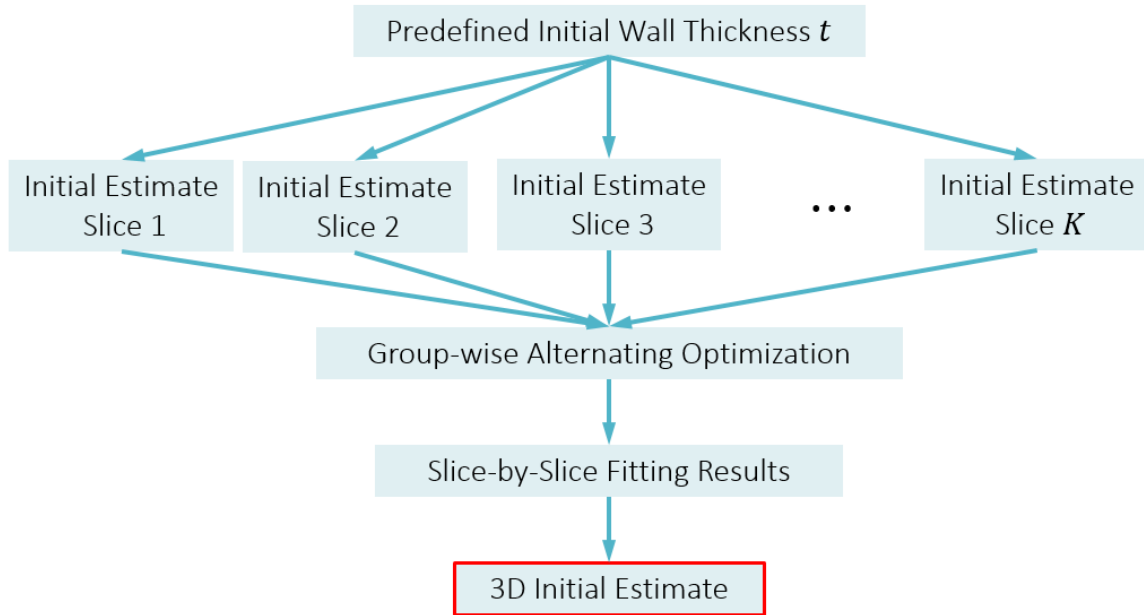 Predefined Initial Wall Thickness t
Initial Estimate
Slice 1
Initial Estimate
Slice 2
Initial Estimate
Slice 3
...
Initial Estimate
Slice K
Group-wise Alternating Optimization
Slice-by-Slice Fitting Results
3D Initial Estimate